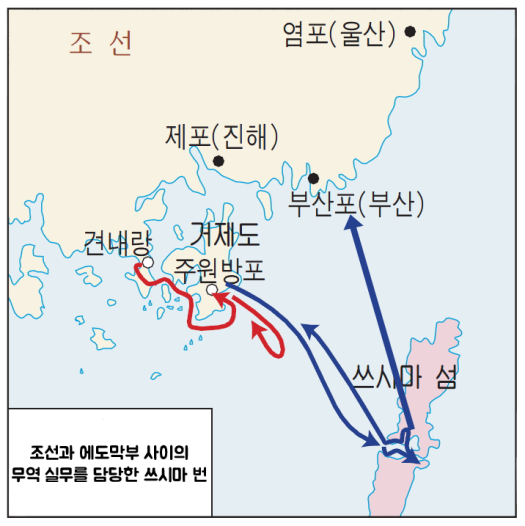 조선
염포(울산)
제포(진해)
부산포(부산)
견내량
거제도
주원방포
쓰시마 섬
조선과 에도막부 사이의
무역 실무를 담당한 쓰시마 번